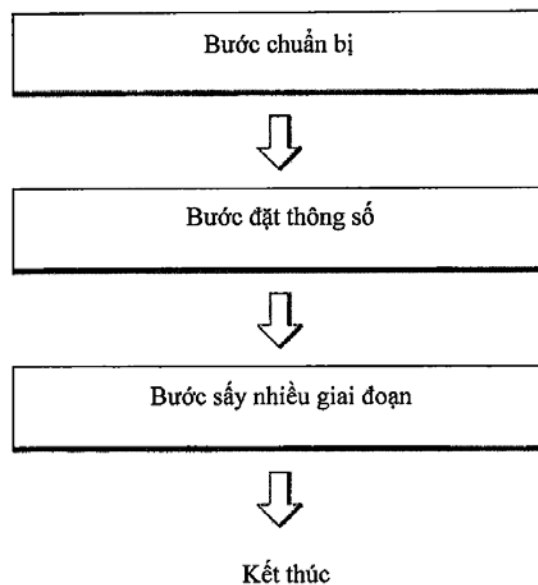 Bước chuẩn bị
Bước đặt thông số
Bước sấy nhiều giai đoạn
Kết thúc